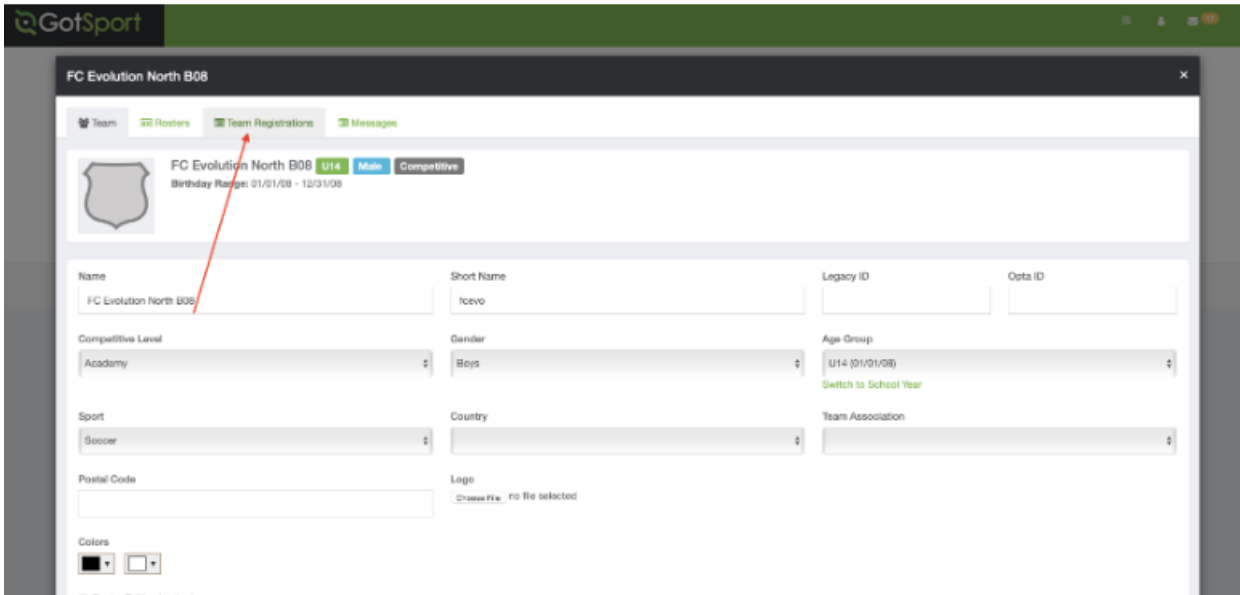 GotSport
FC Evolution North B08 ×
Team Rosters Team Registrations Messages
FC Evolution North B08 U14 Male Competitive
Birthday Range: 01/01/08 - 12/31/08
Name Short Name Legacy ID Opta ID
FC Evolution North B08 fcevo
Competitive Level Gender Age Group
Academy Boys U14 (01/01/08)
Switch to School Year
Sport Country Team Association
Soccer
Postal Code Logo
Choose File no file selected
Colors